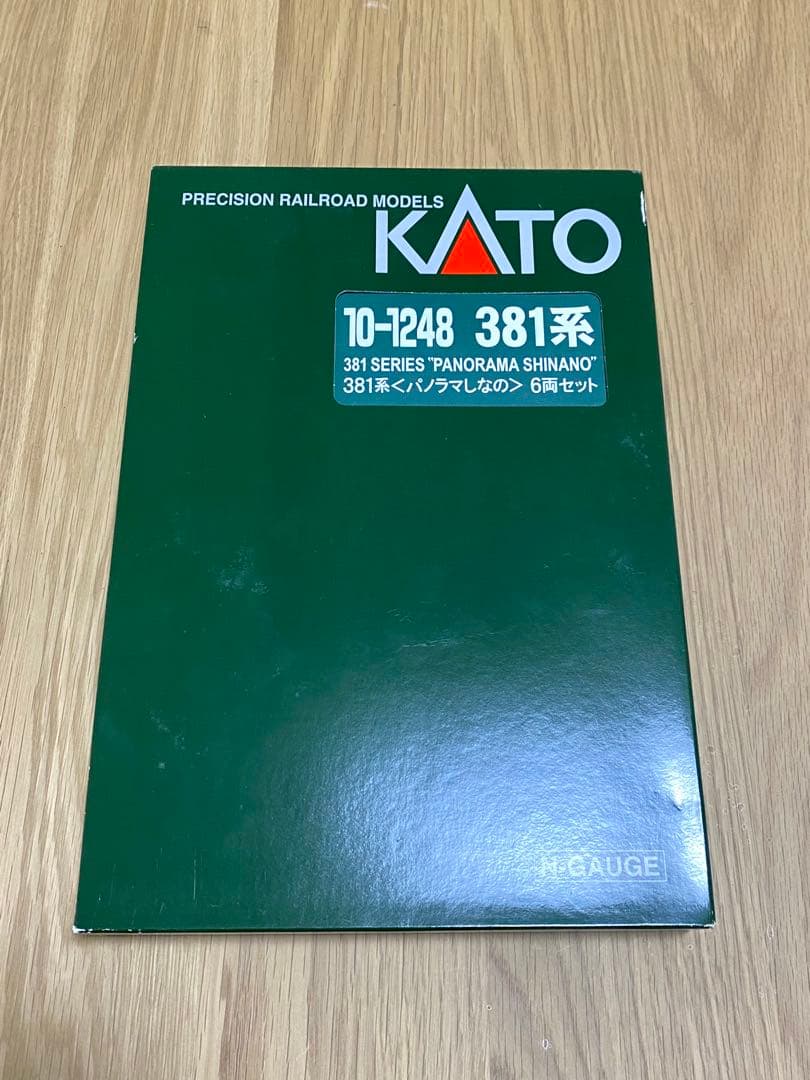 PRECISION RAILROAD MODELS
KATO
10-1248 381系
381 SERIES "PANORAMA SHINANO"
381系<パノラマしなの> 6両セット
N-GAUGE